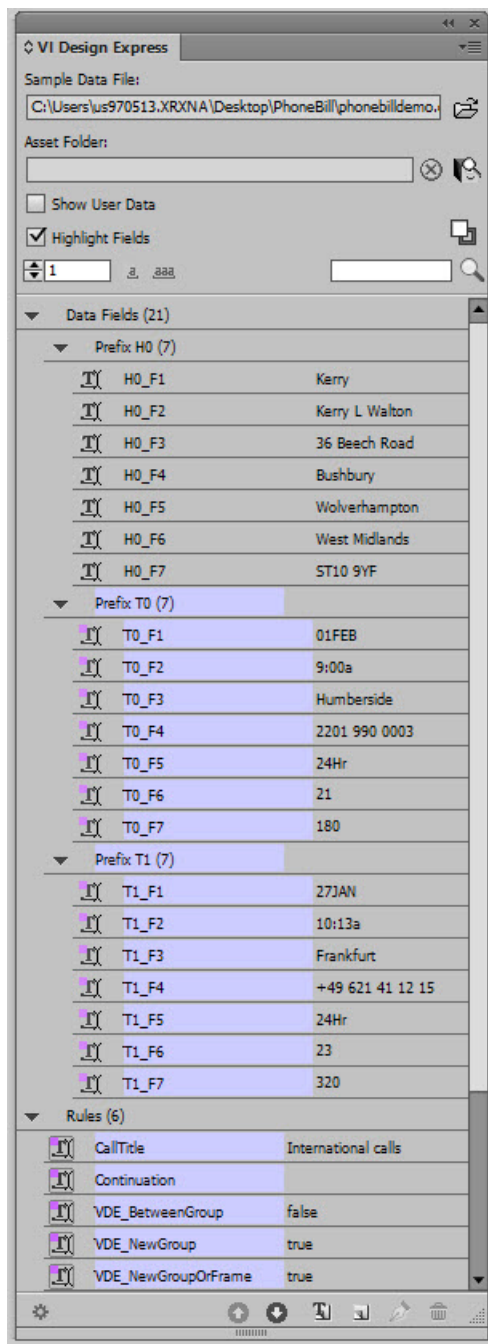 VI Design Express
Sample Data File:
C:\Users\us970513.XRXNA\Desktop\PhoneBill\phonebilldemo.
Asset Folder:
Show User Data
Highlight Fields
1 a aaa
Data Fields (21)
Prefix H0 (7)
H0_F1 Kerry
H0_F2 Kerry L Walton
H0_F3 36 Beech Road
H0_F4 Bushbury
H0_F5 Wolverhampton
H0_F6 West Midlands
H0_F7 ST10 9YF
Prefix T0 (7)
T0_F1 01FEB
T0_F2 9:00a
T0_F3 Humberside
T0_F4 2201 990 0003
T0_F5 24Hr
T0_F6 21
T0_F7 180
Prefix T1 (7)
T1_F1 27JAN
T1_F2 10:13a
T1_F3 Frankfurt
T1_F4 +49 621 41 12 15
T1_F5 24Hr
T1_F6 23
T1_F7 320
Rules (6)
CallTitle International calls
Continuation
VDE_BetweenGroup false
VDE_NewGroup true
VDE_NewGroupOrFrame true